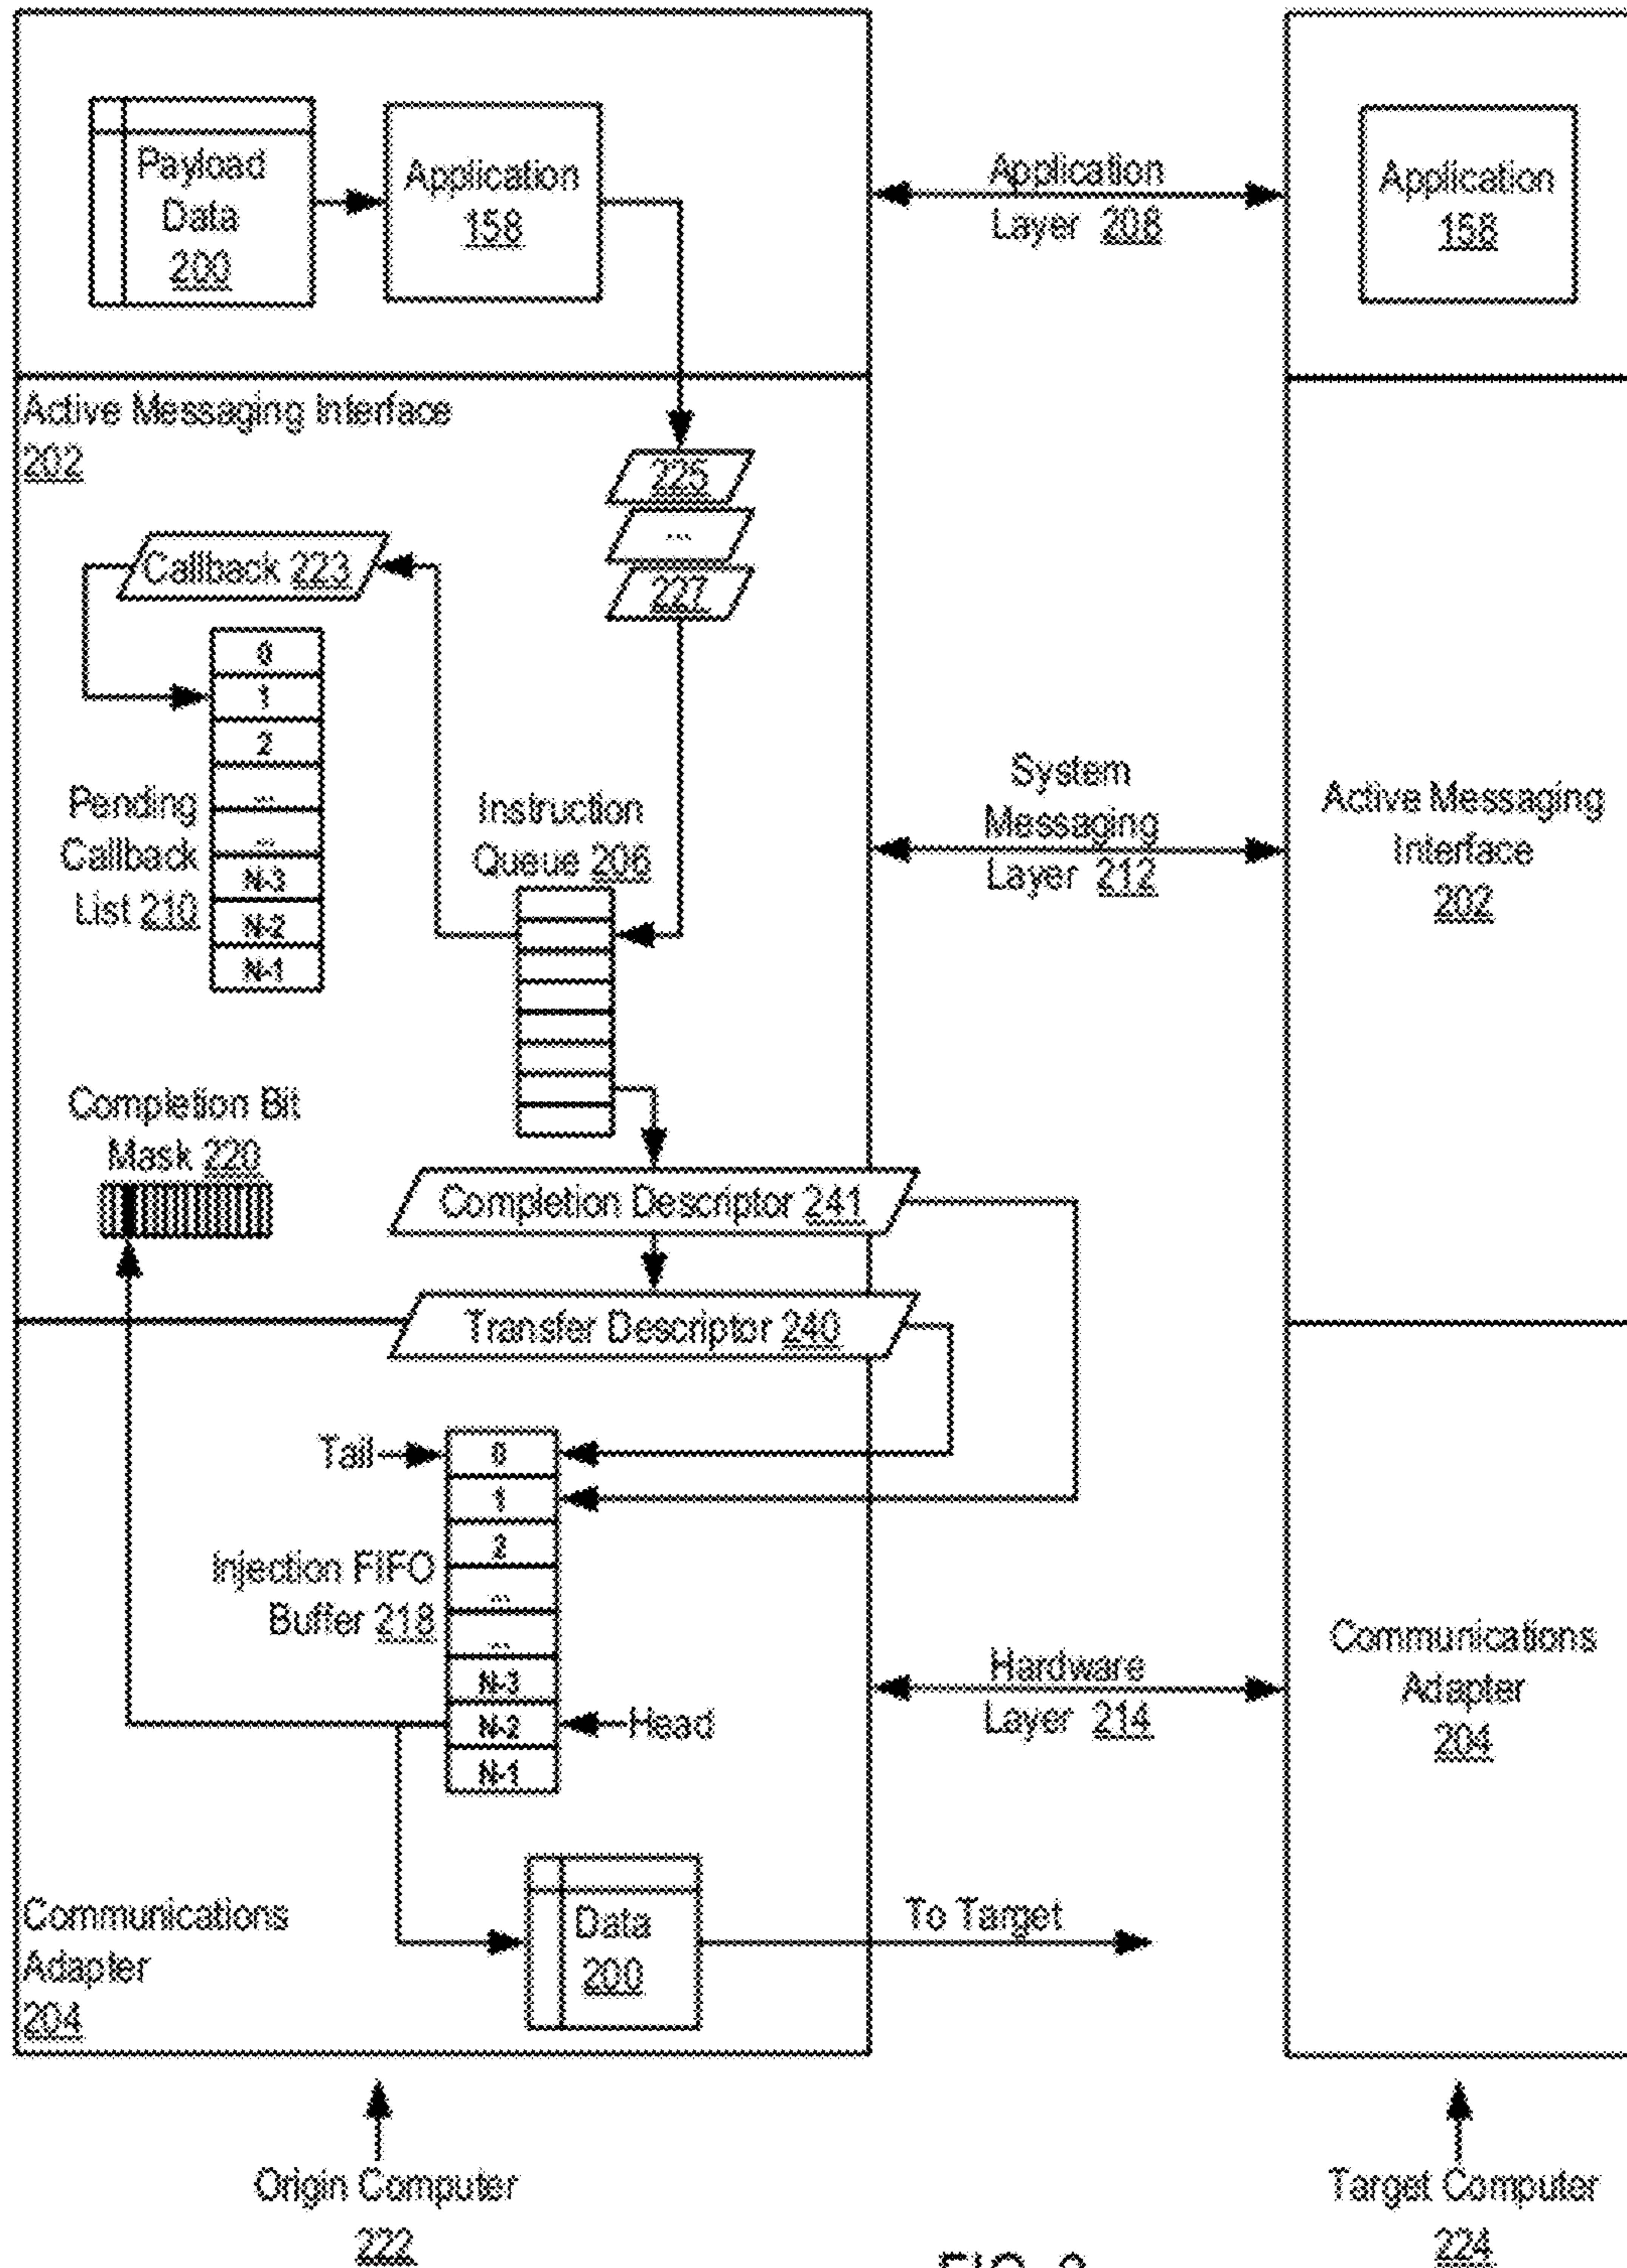 Payload
Data
200
Application
158
Application
Layer 208
Application
158
Active Messaging Interface
202
225
...
227
Callback 223
0
1
2
...
...
N-3
N-2
N-1
Pending
Callback
List 210
Instruction
Queue 206
System
Messaging
Layer 212
Active Messaging
Interface
202
Completion Bit
Mask 220
Completion Descriptor 241
Transfer Descriptor 240
Tail
0
1
2
...
...
N-3
N-2
N-1
Injection FIFO
Buffer 218
Head
Hardware
Layer 214
Communications
Adapter
204
Communications
Adapter
204
Data
200
To Target
Origin Computer
222
Target Computer
224